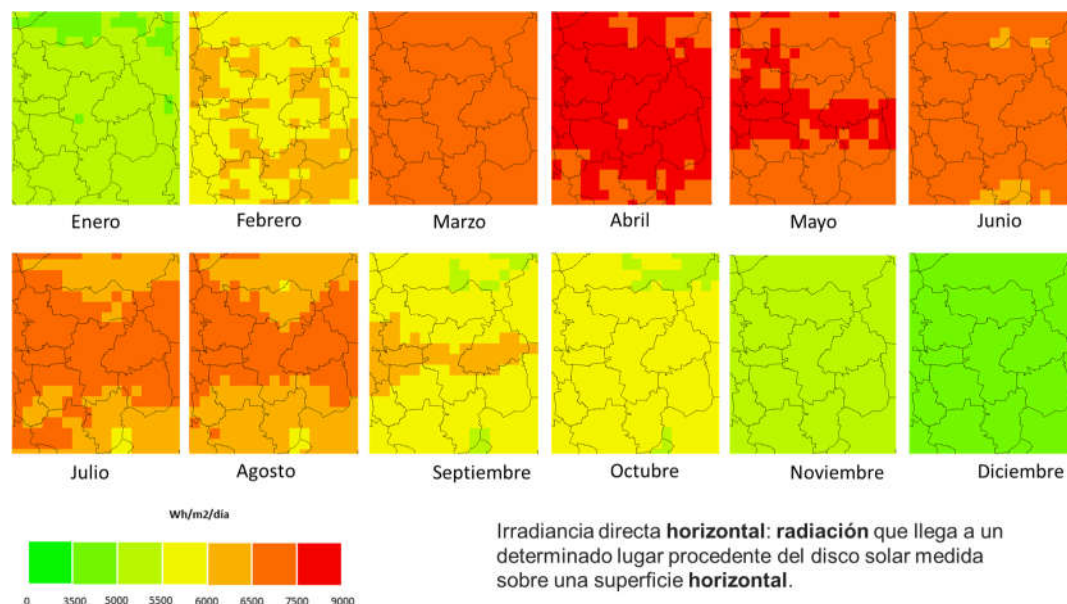 Enero
Febrero
Marzo
Abril
Mayo
Junio
Julio
Agosto
Septiembre
Octubre
Noviembre
Diciembre
Wh/m2/día
0 3500 5000 5500 6000 6500 7500 9000
Irradiancia directa horizontal: radiación que llega a un
determinado lugar procedente del disco solar medida
sobre una superficie horizontal.